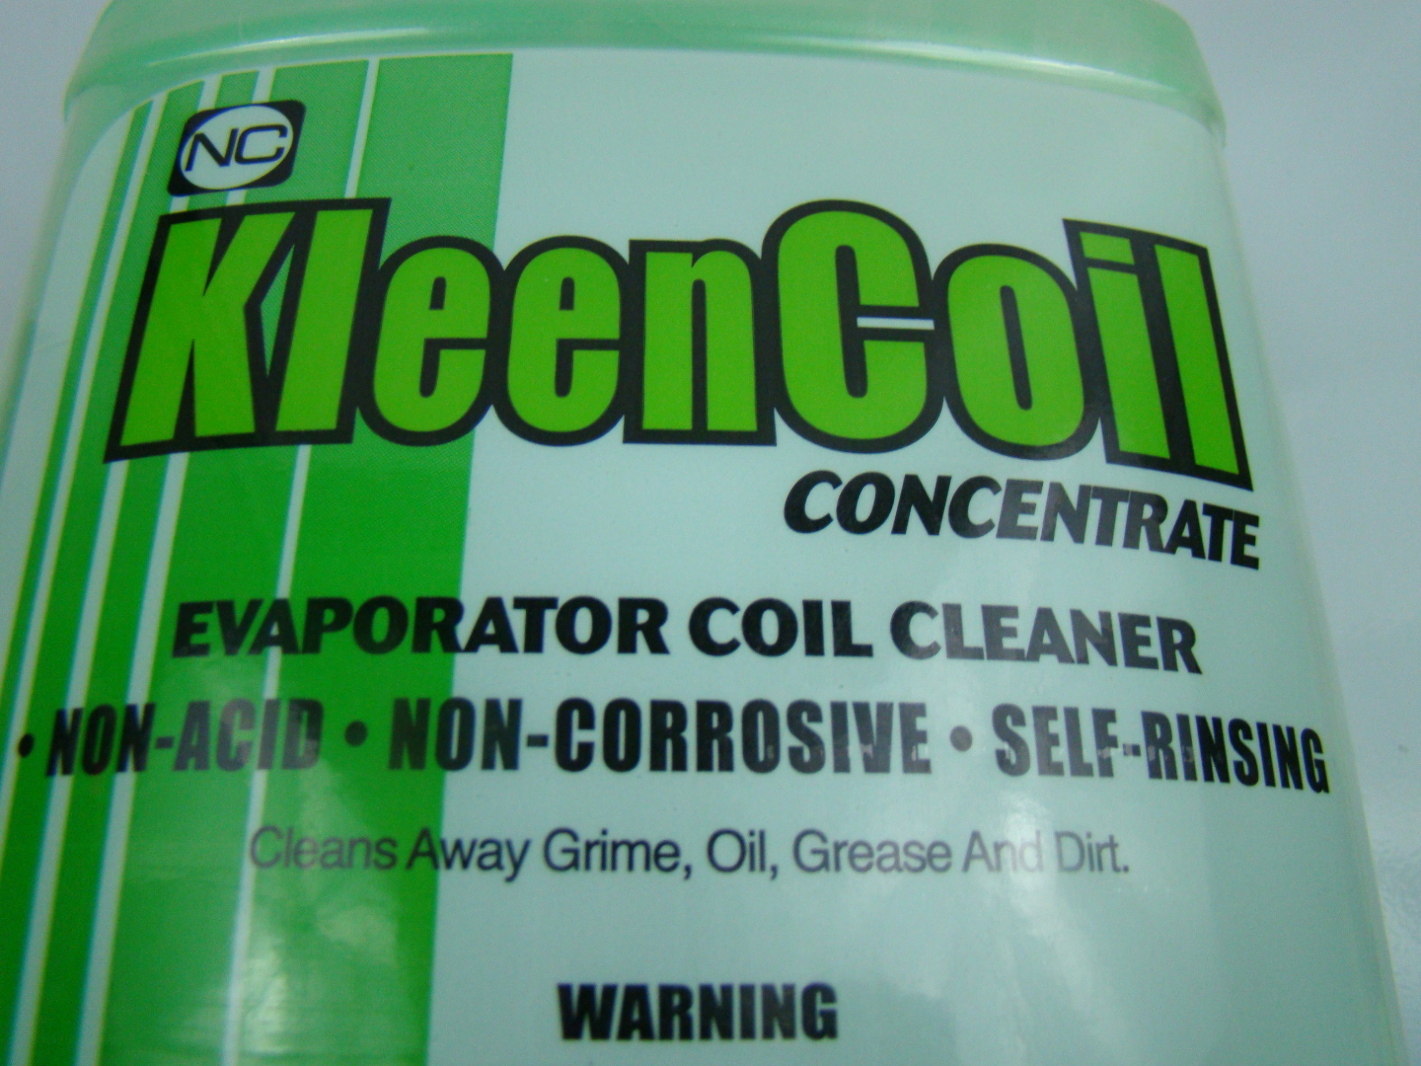 NC
KleenCoil
CONCENTRATE
EVAPORATOR COIL CLEANER
• NON-ACID • NON-CORROSIVE • SELF-RINSING
Cleans Away Grime, Oil, Grease And Dirt.
WARNING